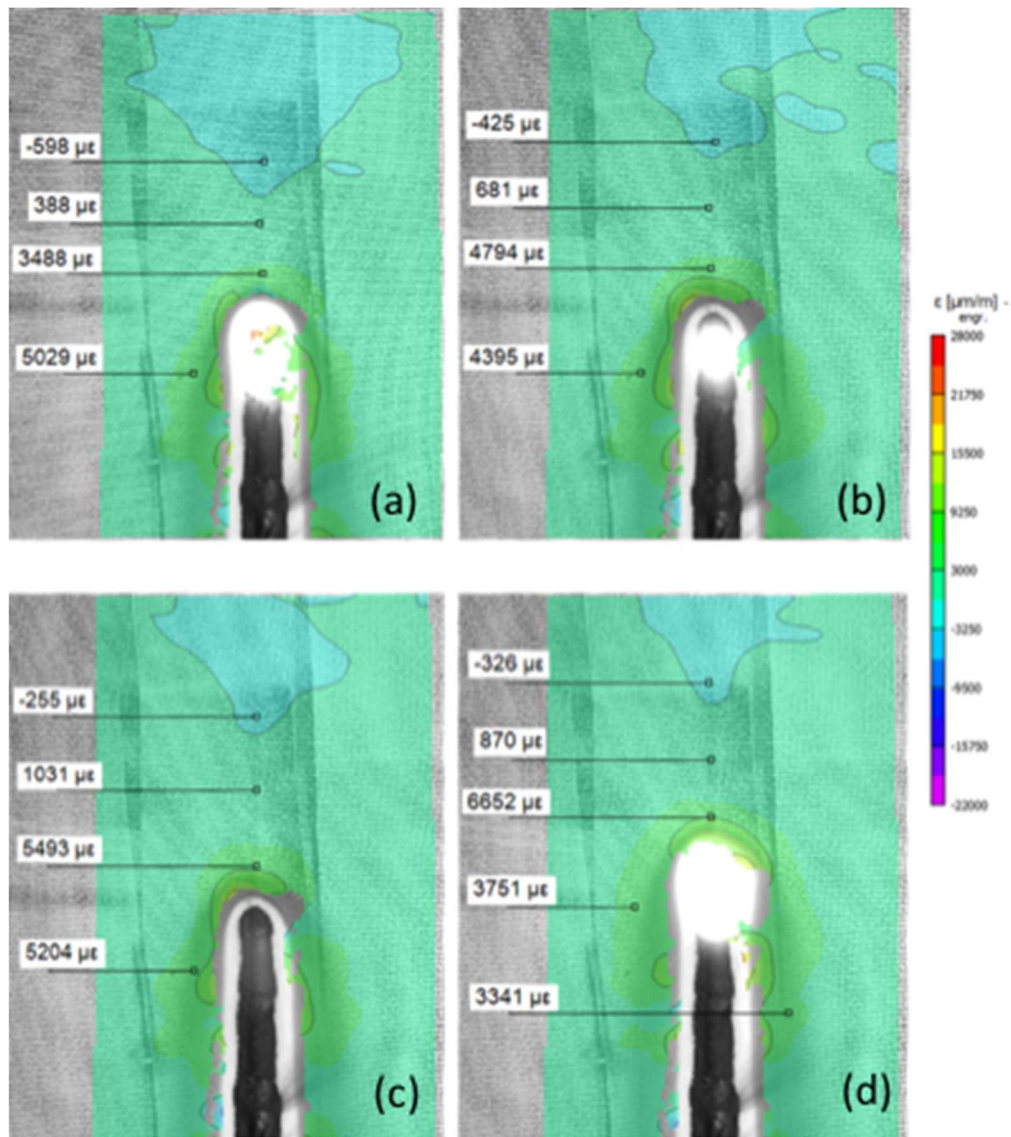 -598 µε
388 µε
3488 µε
5029 µε
(a)
-425 µε
681 µε
4794 µε
4395 µε
(b)
ε [µm/m] -
engr.
28000
21750
15500
9250
3000
-3250
-9500
-15750
-22000
-255 µε
1031 µε
5493 µε
5204 µε
(c)
-326 µε
870 µε
6652 µε
3751 µε
3341 µε
(d)